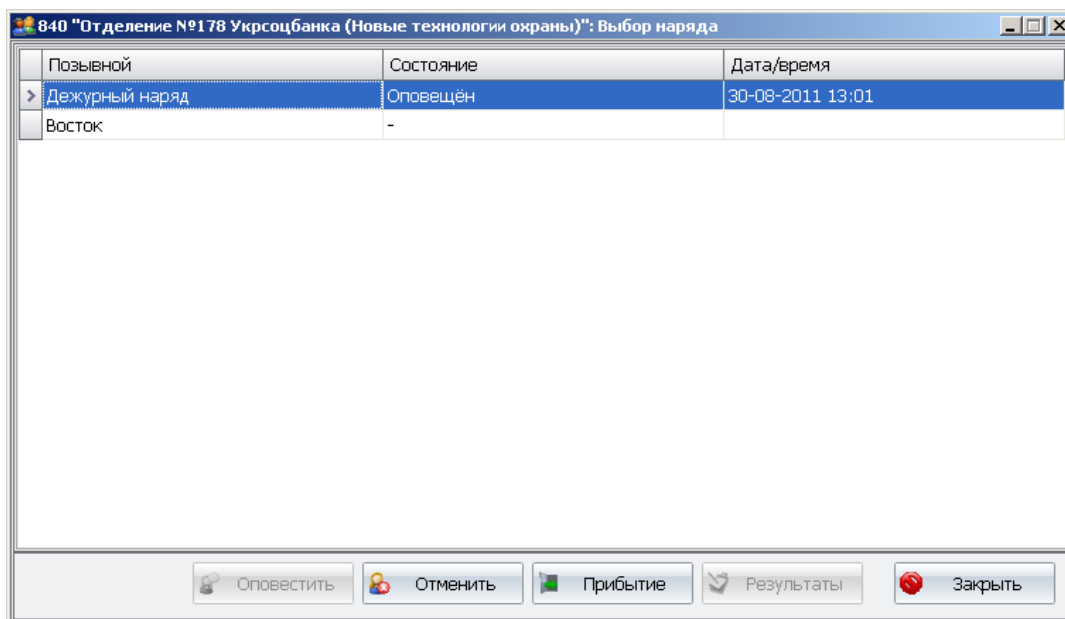 840 "Отделение №178 Укрсоцбанка (Новые технологии охраны)": Выбор наряда
Позывной Состояние Дата/время
Дежурный наряд Оповещён 30-08-2011 13:01
Восток -
Оповестить Отменить Прибытие Результаты Закрыть